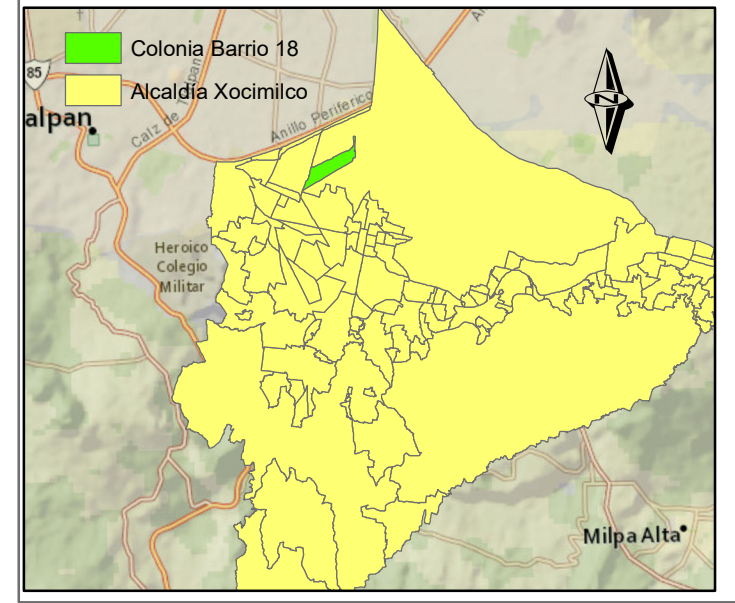 Colonia Barrio 18
Alcaldía Xocimilco
85
alpan
Calz de Tlalpan
Anillo Periferico
N
Heroico
Colegio
Militar
Milpa Alta